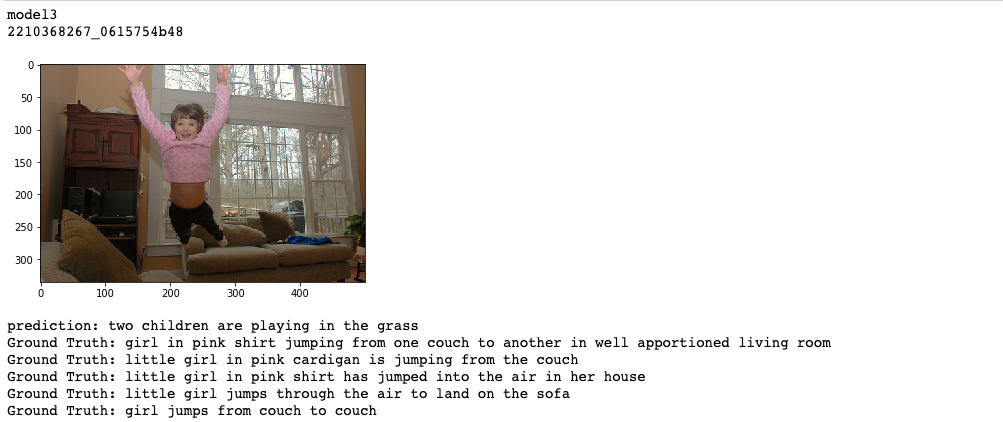 model3
2210368267_0615754b48
0
50
100
150
200
250
300
0 100 200 300 400
prediction: two children are playing in the grass
Ground Truth: girl in pink shirt jumping from one couch to another in well apportioned living room
Ground Truth: little girl in pink cardigan is jumping from the couch
Ground Truth: little girl in pink shirt has jumped into the air in her house
Ground Truth: little girl jumps through the air to land on the sofa
Ground Truth: girl jumps from couch to couch